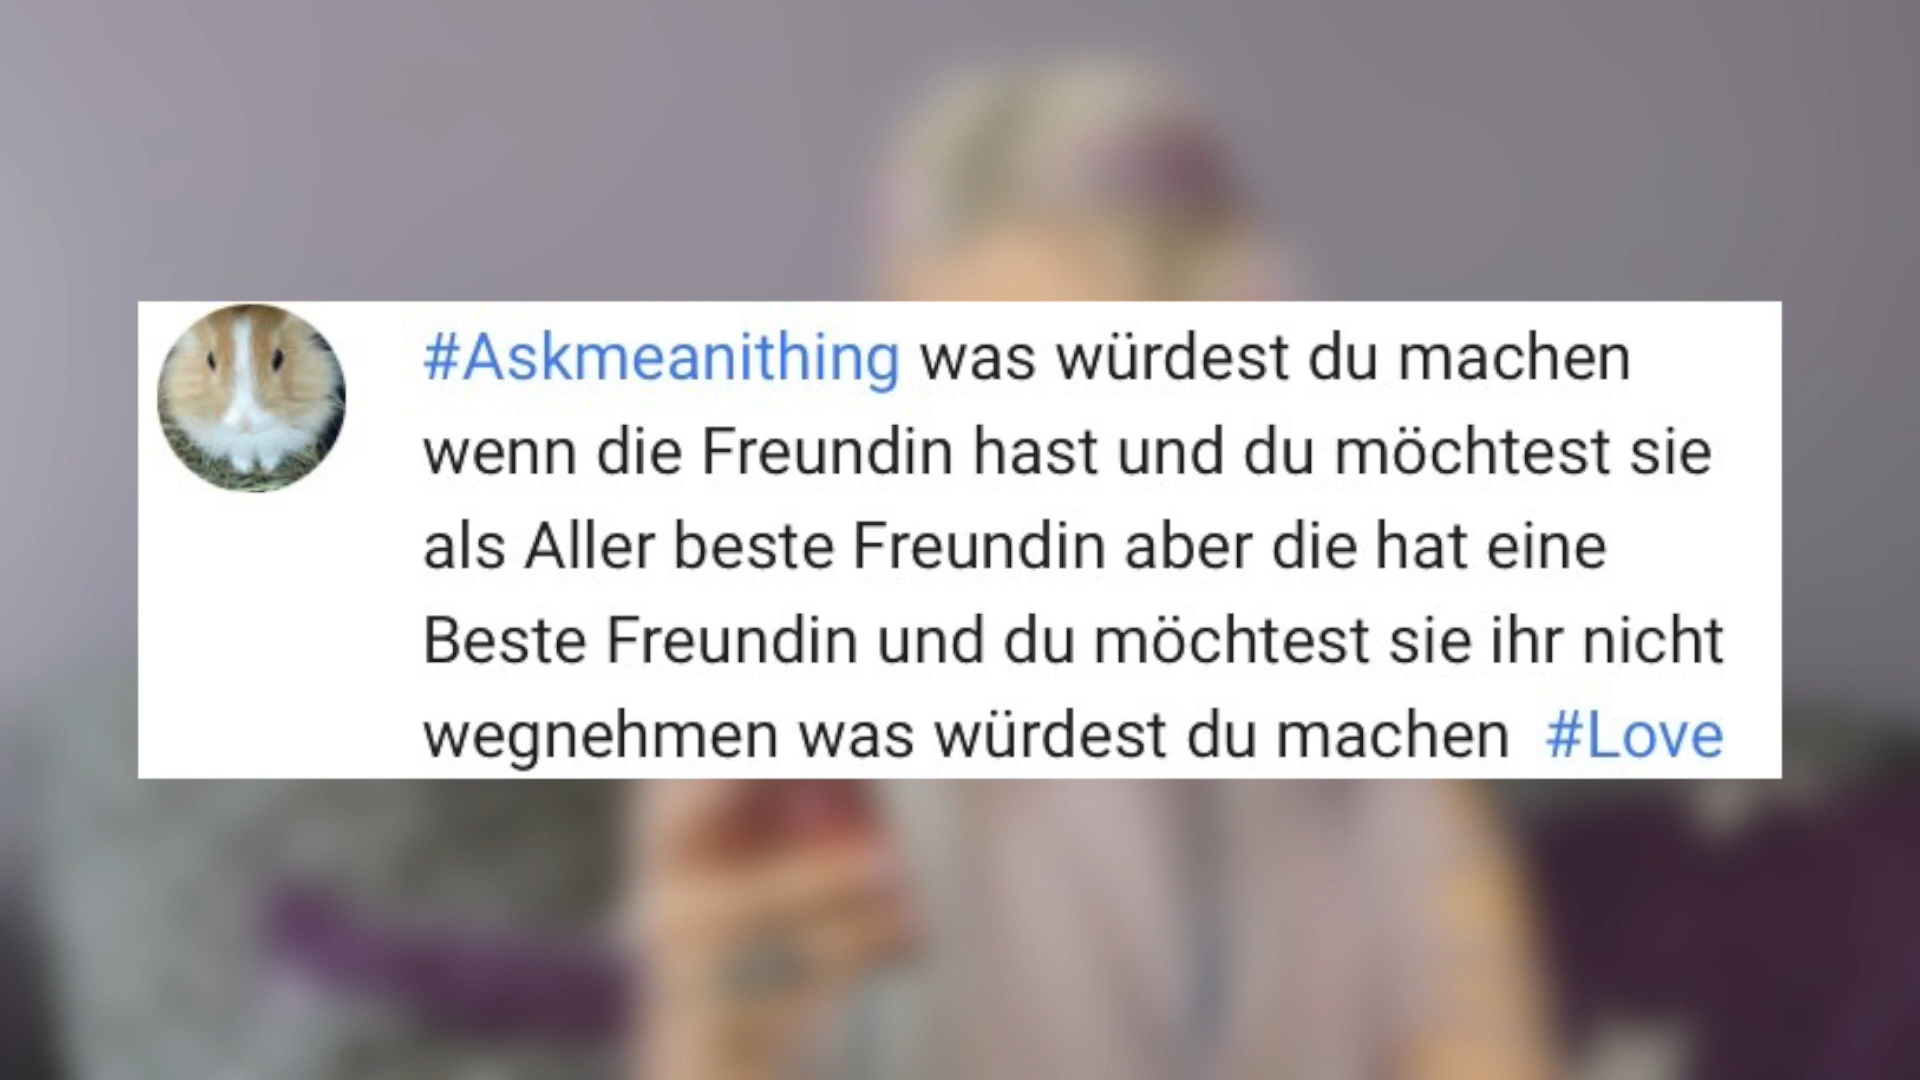 #Askmeanithing was würdest du machen
wenn die Freundin hast und du möchtest sie
als Aller beste Freundin aber die hat eine
Beste Freundin und du möchtest sie ihr nicht
wegnehmen was würdest du machen #Love